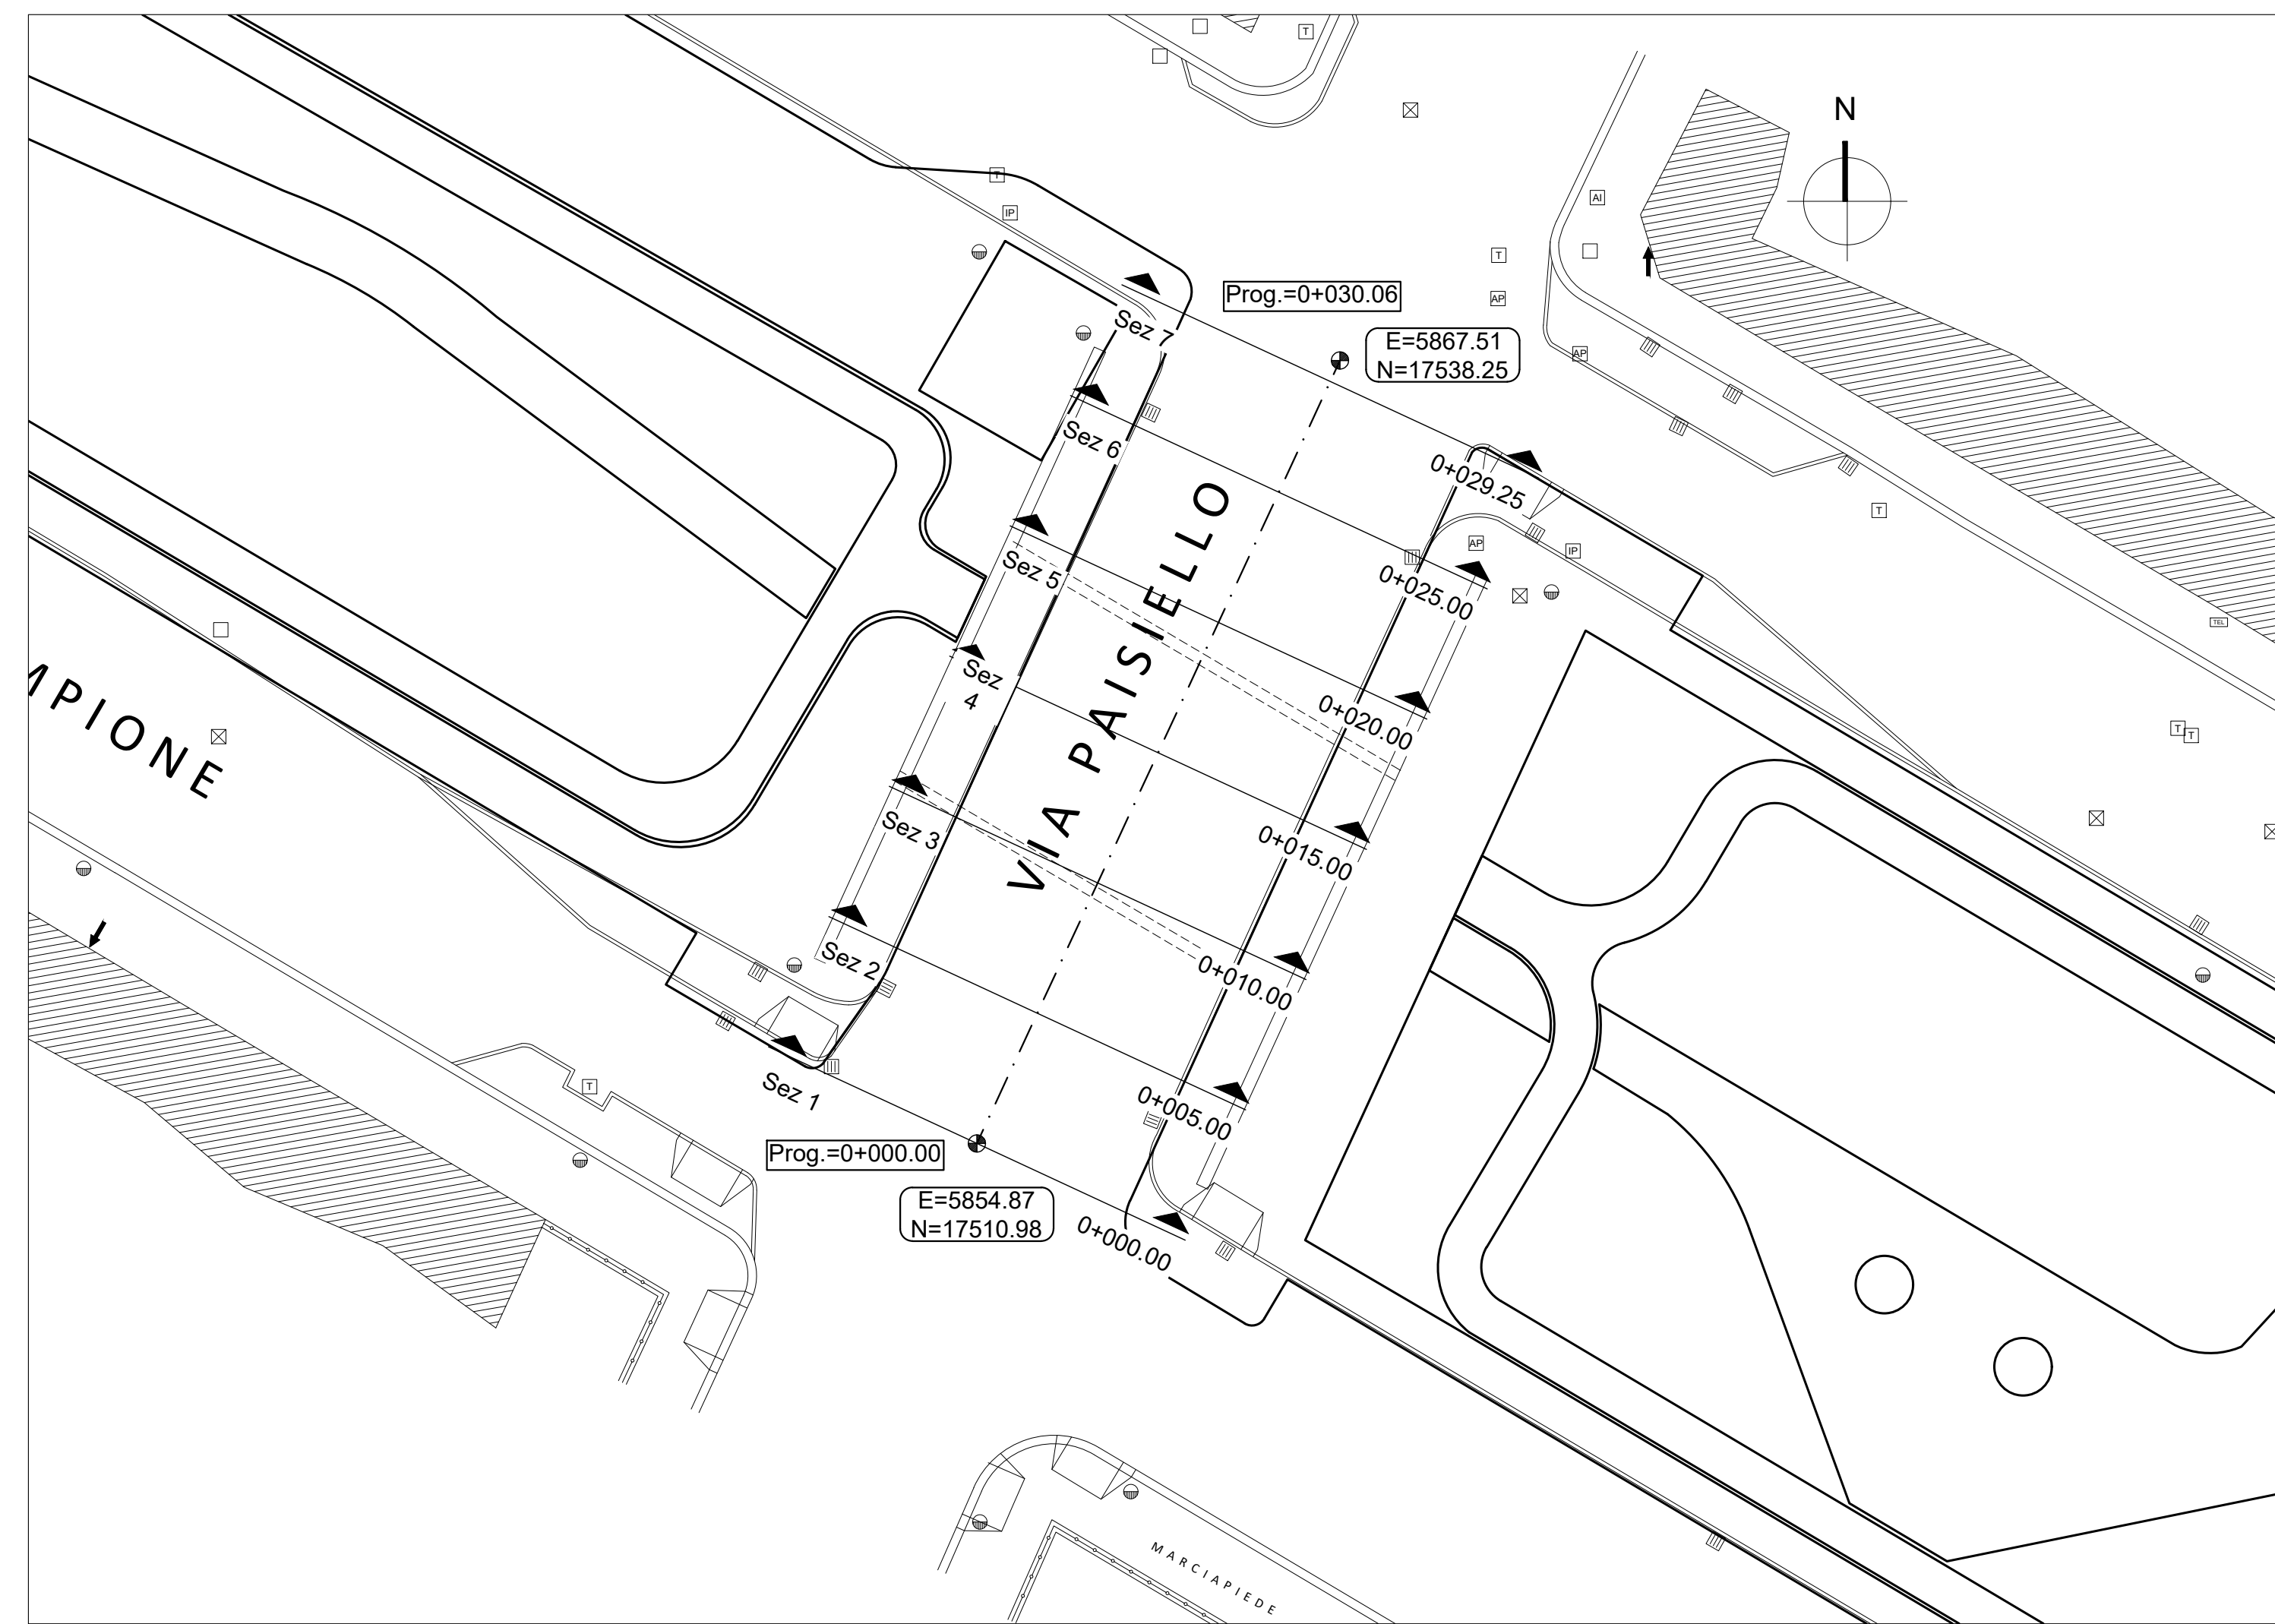 T
T
IP
N
AI
T
AP
AP
Prog.=0+030.06
E=5867.51
N=17538.25
Sez 7
Sez 6
Sez 5
Sez
4
Sez 3
Sez 2
Sez 1
0+029.25
0+025.00
0+020.00
0+015.00
0+010.00
0+005.00
0+000.00
AP
IP
T
TEL
T
T
VIA PAISIELLO
MPIONE
T
Prog.=0+000.00
E=5854.87
N=17510.98
MARCIAPIEDE